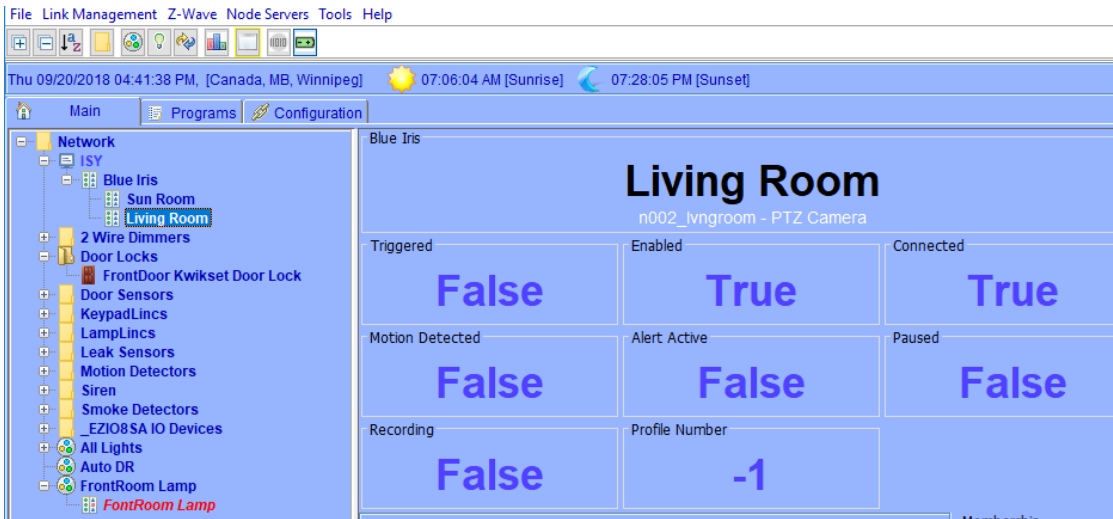 File Link Management Z-Wave Node Servers Tools Help
Thu 09/20/2018 04:41:38 PM, [Canada, MB, Winnipeg] 07:06:04 AM [Sunrise] 07:28:05 PM [Sunset]
Main Programs Configuration
Network
ISY
Blue Iris
Sun Room
Living Room
2 Wire Dimmers
Door Locks
FrontDoor Kwikset Door Lock
Door Sensors
KeypadLincs
LampLincs
Leak Sensors
Motion Detectors
Siren
Smoke Detectors
_EZIO8SA IO Devices
All Lights
Auto DR
FrontRoom Lamp
FontRoom Lamp
Blue Iris
Living Room
n002_lvngroom - PTZ Camera
Triggered Enabled Connected
False True True
Motion Detected Alert Active Paused
False False False
Recording Profile Number
False -1